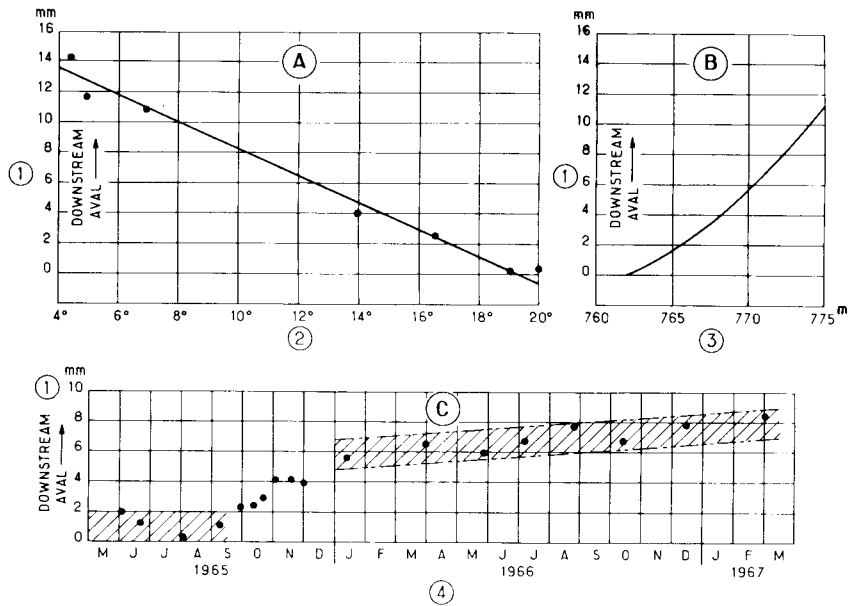 mm
16
14
12
10
8
6
4
2
0
A
DOWNSTREAM
AVAL
1
4° 6° 8° 10° 12° 14° 16° 18° 20°
2
mm
16
14
12
10
8
6
4
2
0
B
DOWNSTREAM
AVAL
1
760 765 770 775 m
3
1
mm
10
8
6
4
2
0
C
DOWNSTREAM
AVAL
M J J A S O N D J F M A M J J A S O N D J F M
1965 1966 1967
4